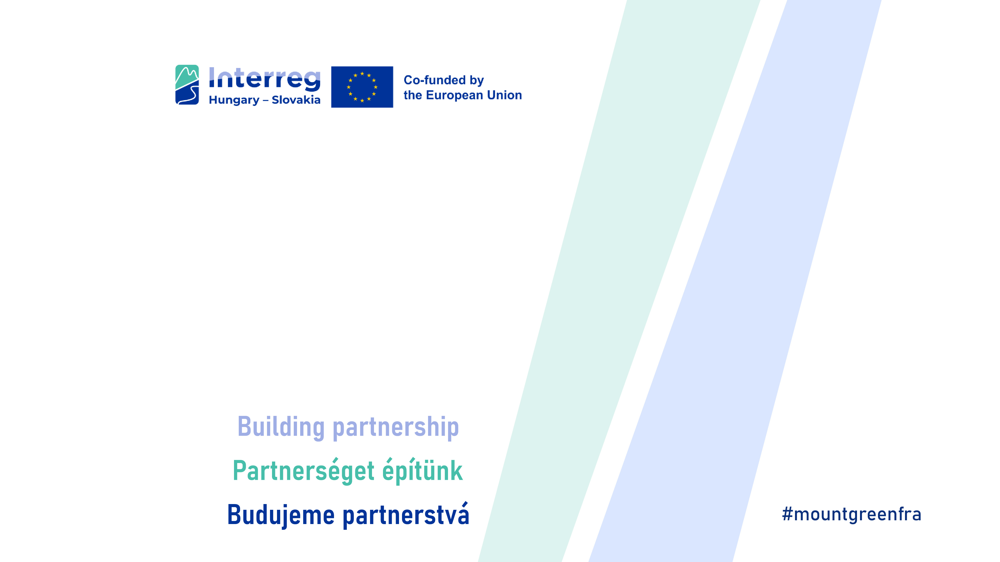 Interreg
Hungary – Slovakia
Co-funded by
the European Union
Building partnership
Partnerséget építünk
Budujeme partnerstvá
#mountgreenfra